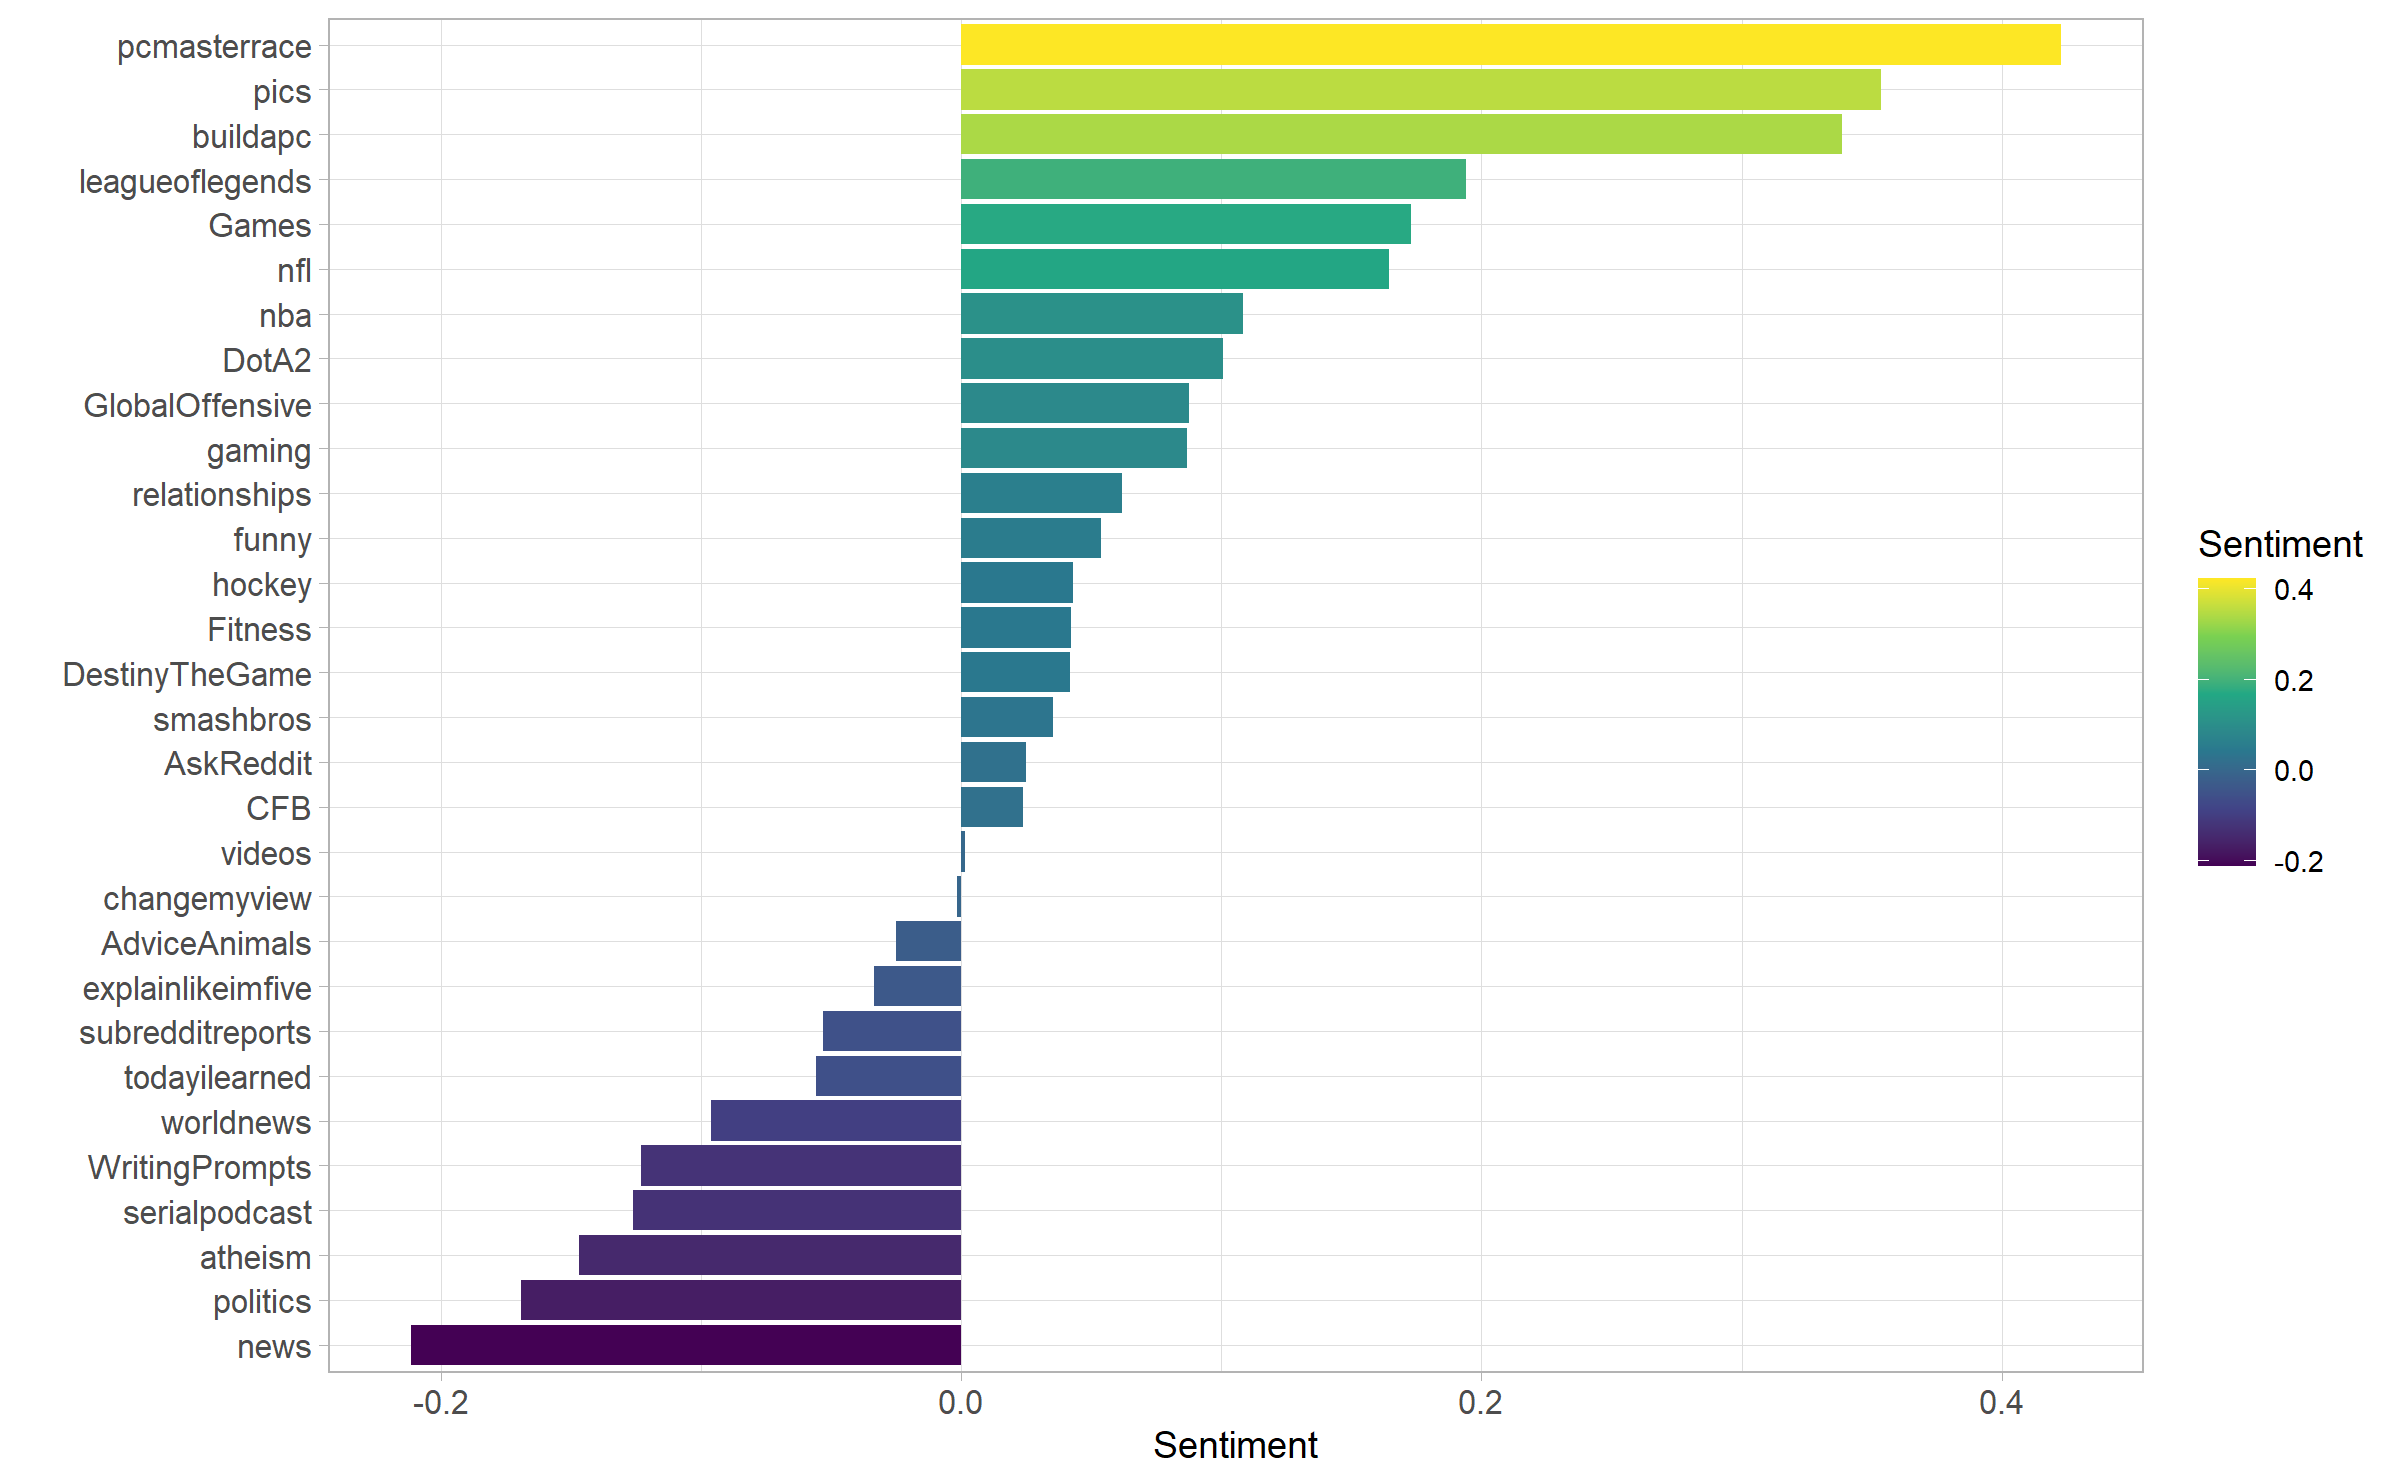 pcmasterrace
pics
buildapc
leagueoflegends
Games
nfl
nba
DotA2
GlobalOffensive
gaming
relationships
funny
hockey
Fitness
DestinyTheGame
smashbros
AskReddit
CFB
videos
changemyview
AdviceAnimals
explainlikeimfive
subredditreports
todayilearned
worldnews
WritingPrompts
serialpodcast
atheism
politics
news
-0.2 0.0 0.2 0.4
Sentiment
Sentiment
0.4
0.2
0.0
-0.2